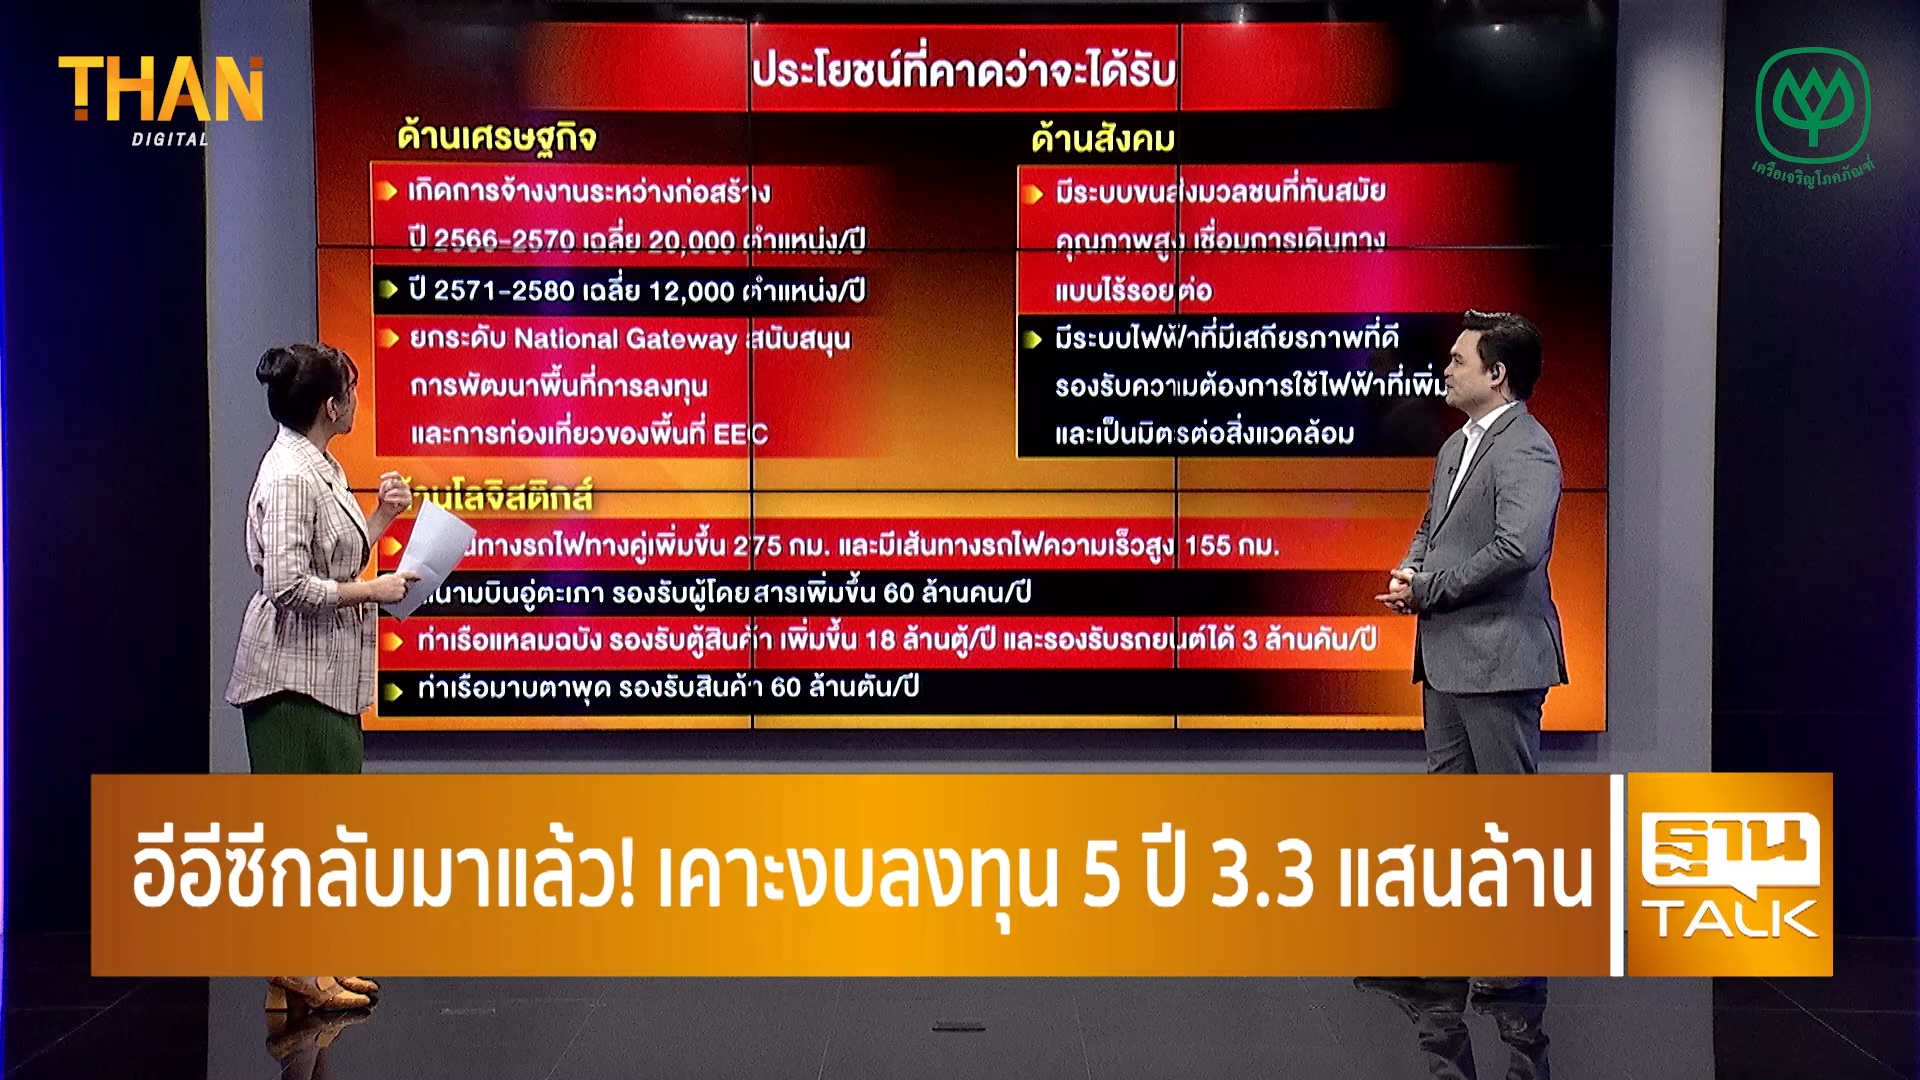 THAN
DIGITAL
เครือเจริญโภคภัณฑ์
ประโยชน์ที่คาดว่าจะได้รับ
ด้านเศรษฐกิจ
เกิดการจ้างงานระหว่างก่อสร้าง
ปี 2566-2570 เฉลี่ย 20,000 ตำแหน่ง/ปี
ปี 2571-2580 เฉลี่ย 12,000 ตำแหน่ง/ปี
ยกระดับ National Gateway สนับสนุน
การพัฒนาพื้นที่การลงทุน
และการท่องเที่ยวของพื้นที่ EEC
ด้านสังคม
มีระบบขนส่งมวลชนที่ทันสมัย
คุณภาพสูง เชื่อมการเดินทาง
แบบไร้รอยต่อ
มีระบบไฟฟ้าที่มีเสถียรภาพที่ดี
รองรับความต้องการใช้ไฟฟ้าที่เพิ่ม
และเป็นมิตรต่อสิ่งแวดล้อม
ด้านโลจิสติกส์
ทางรถไฟทางคู่เพิ่มขึ้น 275 กม. และมีเส้นทางรถไฟความเร็วสูง 155 กม.
สนามบินอู่ตะเภา รองรับผู้โดยสารเพิ่มขึ้น 60 ล้านคน/ปี
ท่าเรือแหลมฉบัง รองรับตู้สินค้า เพิ่มขึ้น 18 ล้านตู้/ปี และรองรับรถยนต์ได้ 3 ล้านคัน/ปี
ท่าเรือมาบตาพุด รองรับสินค้า 60 ล้านตัน/ปี
อีอีซีกลับมาแล้ว! เคาะงบลงทุน 5 ปี 3.3 แสนล้าน
ฐาน
TALK